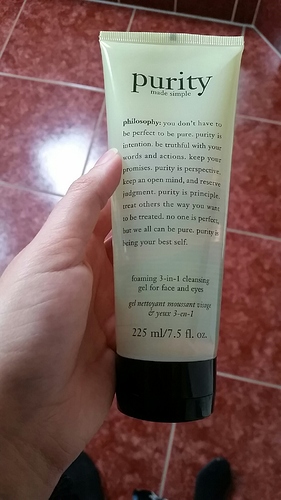 purity
made simple
philosophy: you don't have to
be perfect to be pure. purity is
intention. be truthful with your
words and actions. keep your
promises. purity is perspective.
keep an open mind, and reserve
judgment. purity is principle.
treat others the way you want
to be treated. no one is perfect,
but we all can be pure. purity is
being your best self.
foaming 3-in-1 cleansing
gel for face and eyes
gel nettoyant moussant visage
& yeux 3-en-1
225 ml/7.5 fl. oz.